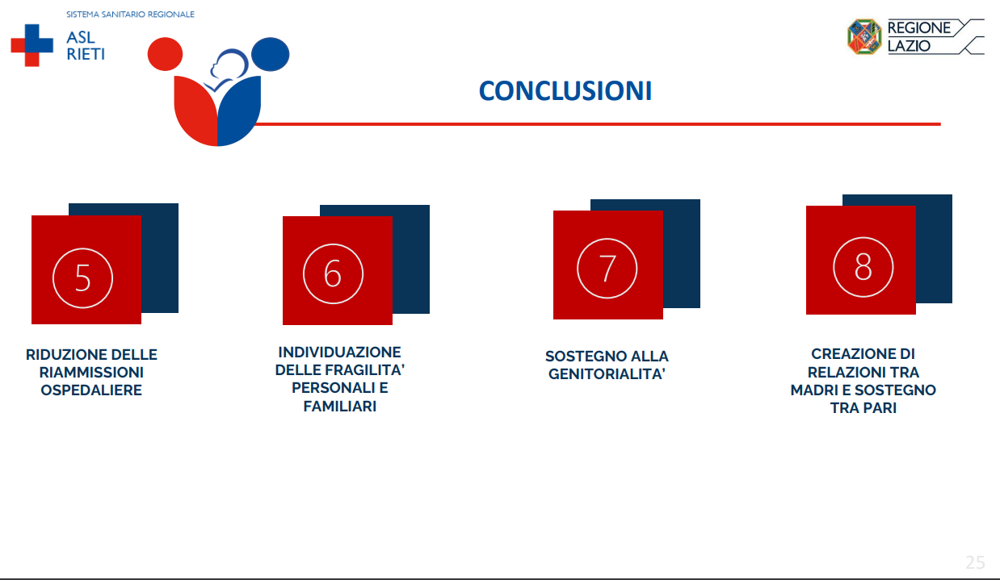 SISTEMA SANITARIO REGIONALE
ASL
RIETI
REGIONE
LAZIO
CONCLUSIONI
5
RIDUZIONE DELLE
RIAMMISSIONI
OSPEDALIERE
6
INDIVIDUAZIONE
DELLE FRAGILITA’
PERSONALI E
FAMILIARI
7
SOSTEGNO ALLA
GENITORIALITA’
8
CREAZIONE DI
RELAZIONI TRA
MADRI E SOSTEGNO
TRA PARI
25